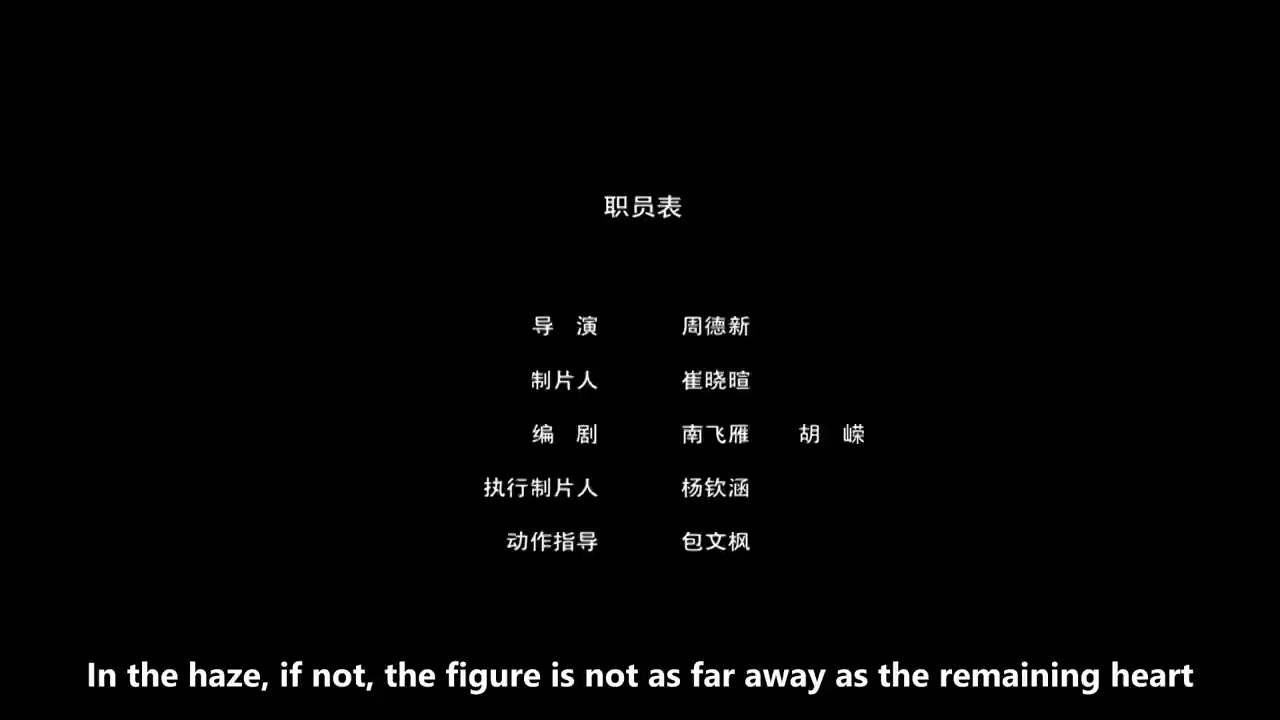 职员表
导 演 周德新
制片人 崔晓暄
编 剧 南飞雁 胡 嵘
执行制片人 杨钦涵
动作指导 包文枫
In the haze, if not, the figure is not as far away as the remaining heart